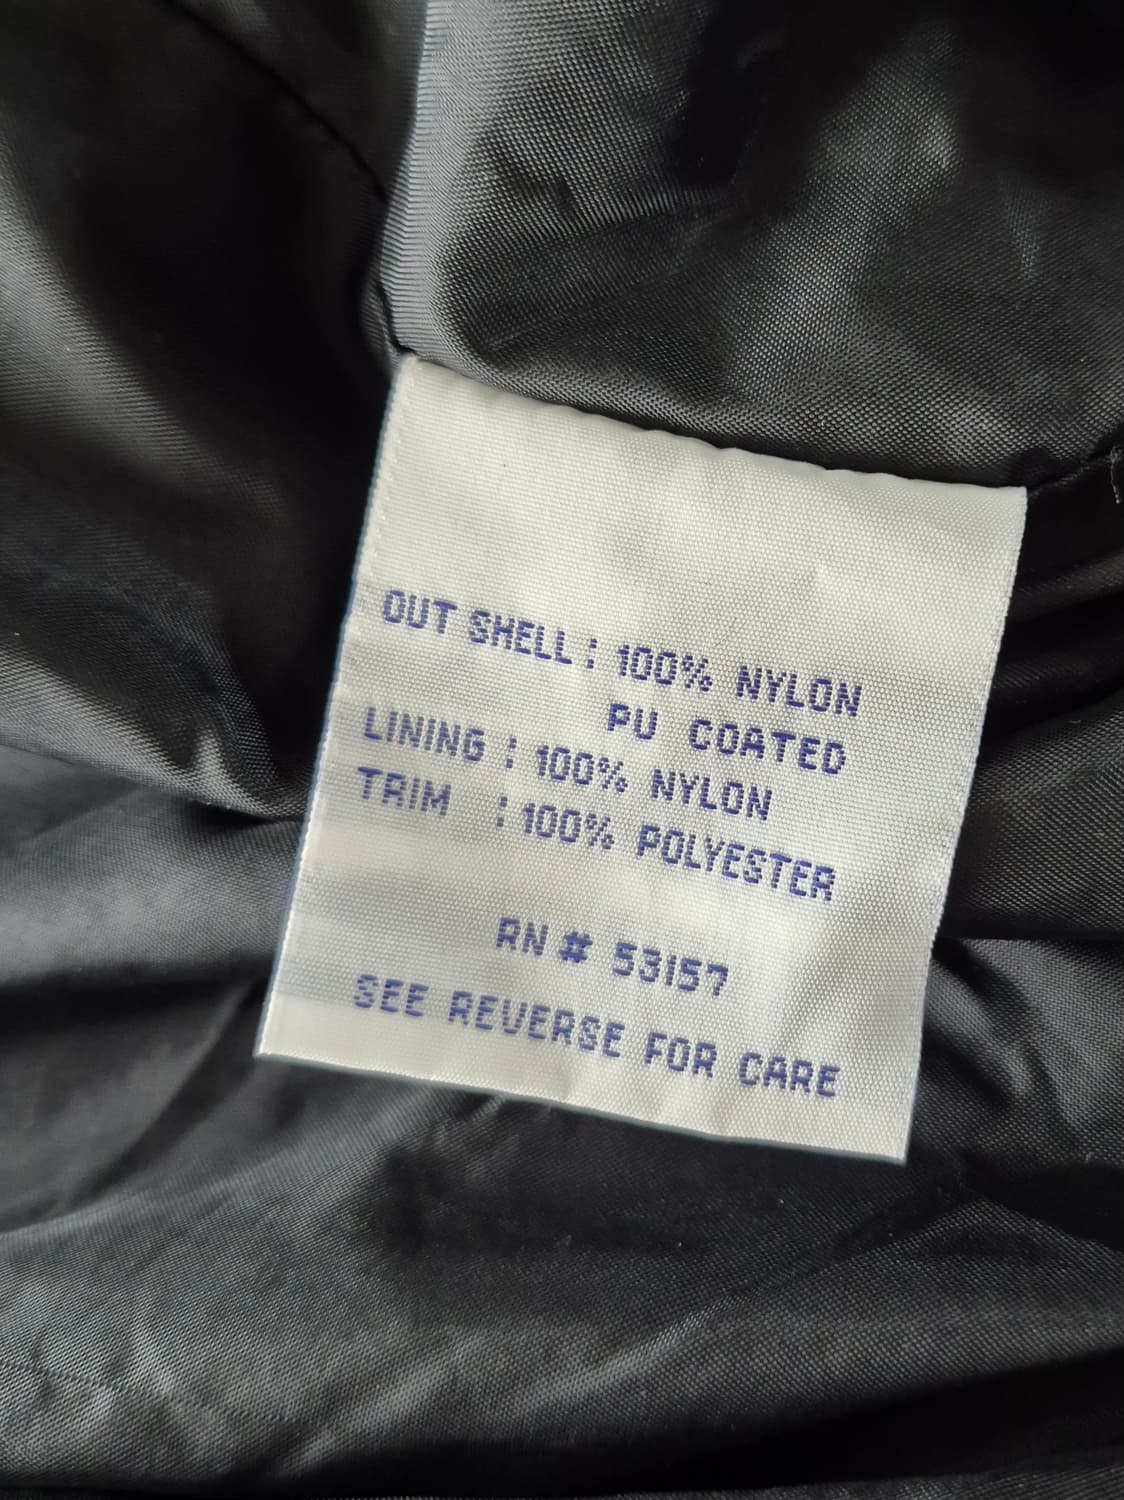 OUT SHELL : 100% NYLON
PU COATED
LINING : 100% NYLON
TRIM : 100% POLYESTER
RN # 53157
SEE REVERSE FOR CARE